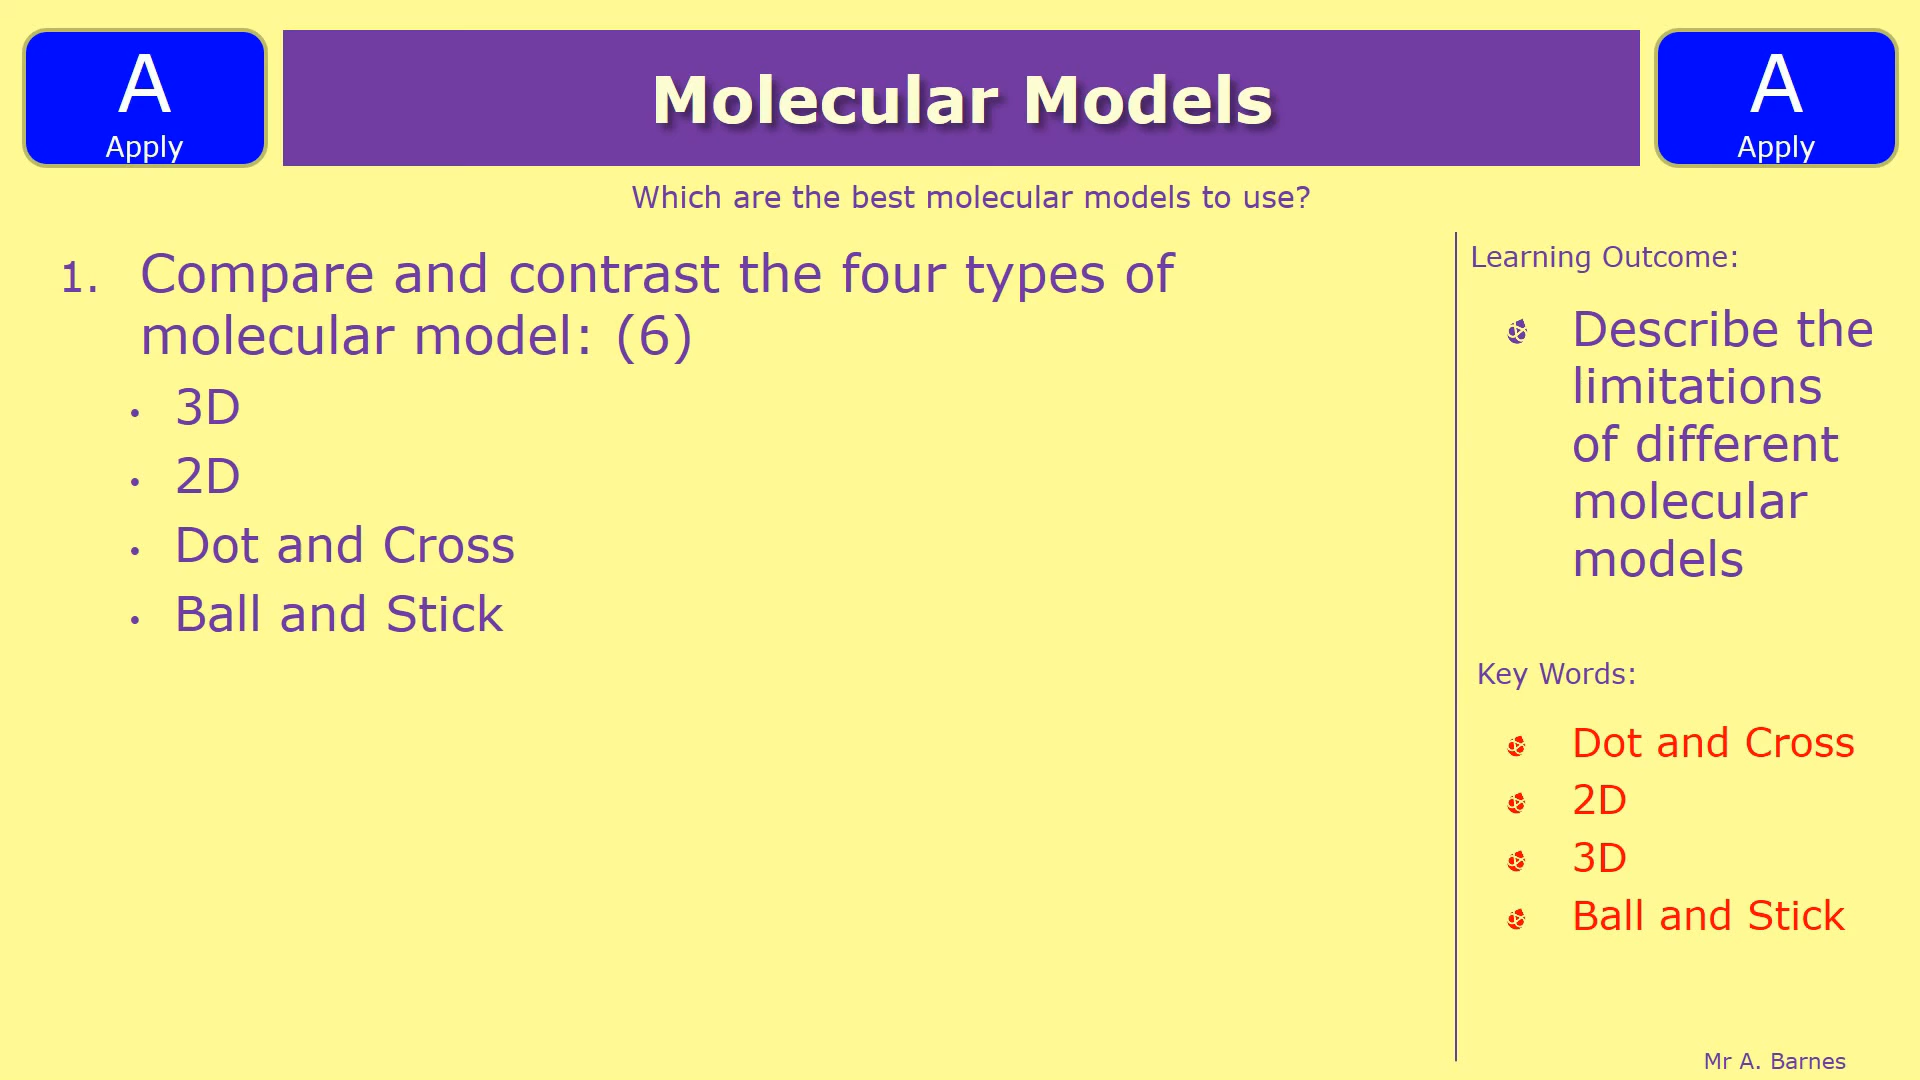 A
Apply
Molecular Models
A
Apply
Which are the best molecular models to use?
1. Compare and contrast the four types of
molecular model: (6)
• 3D
• 2D
• Dot and Cross
• Ball and Stick
Learning Outcome:
Describe the
limitations
of different
molecular
models
Key Words:
Dot and Cross
2D
3D
Ball and Stick
Mr A. Barnes